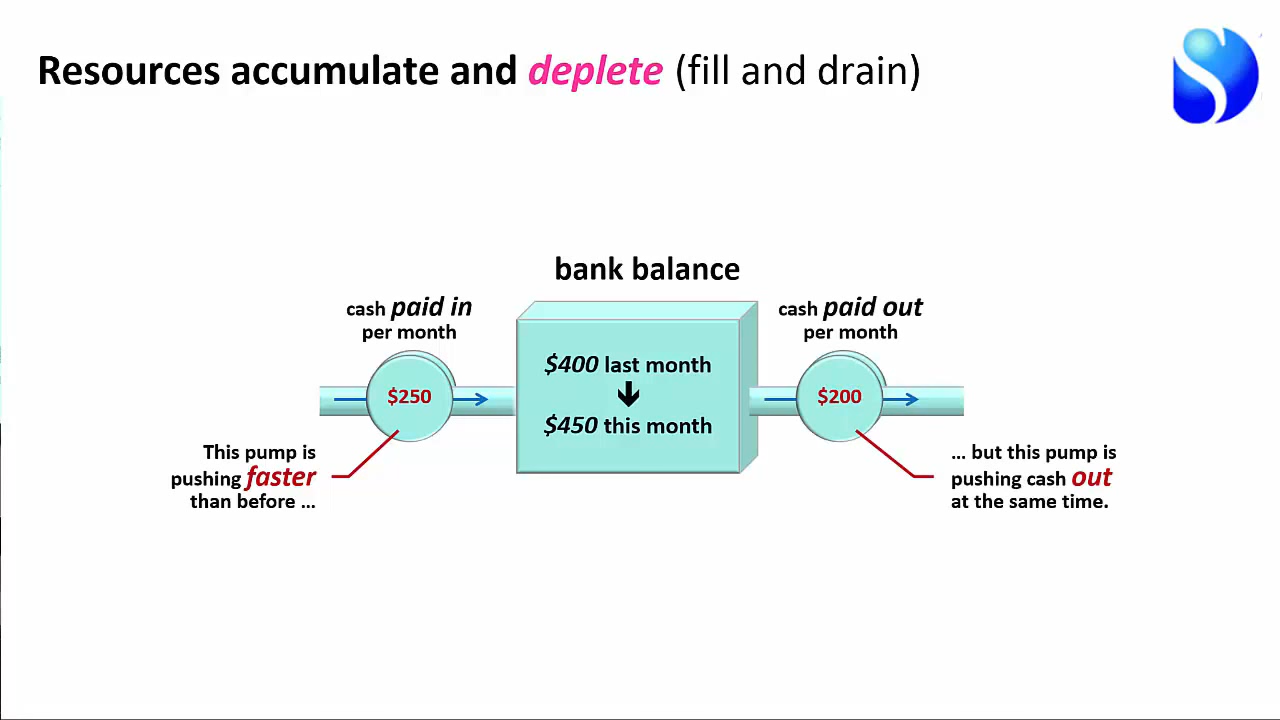 Resources accumulate and deplete (fill and drain)
bank balance
cash paid in
per month
cash paid out
per month
$400 last month
$450 this month
$250
$200
This pump is
pushing faster
than before ...
... but this pump is
pushing cash out
at the same time.